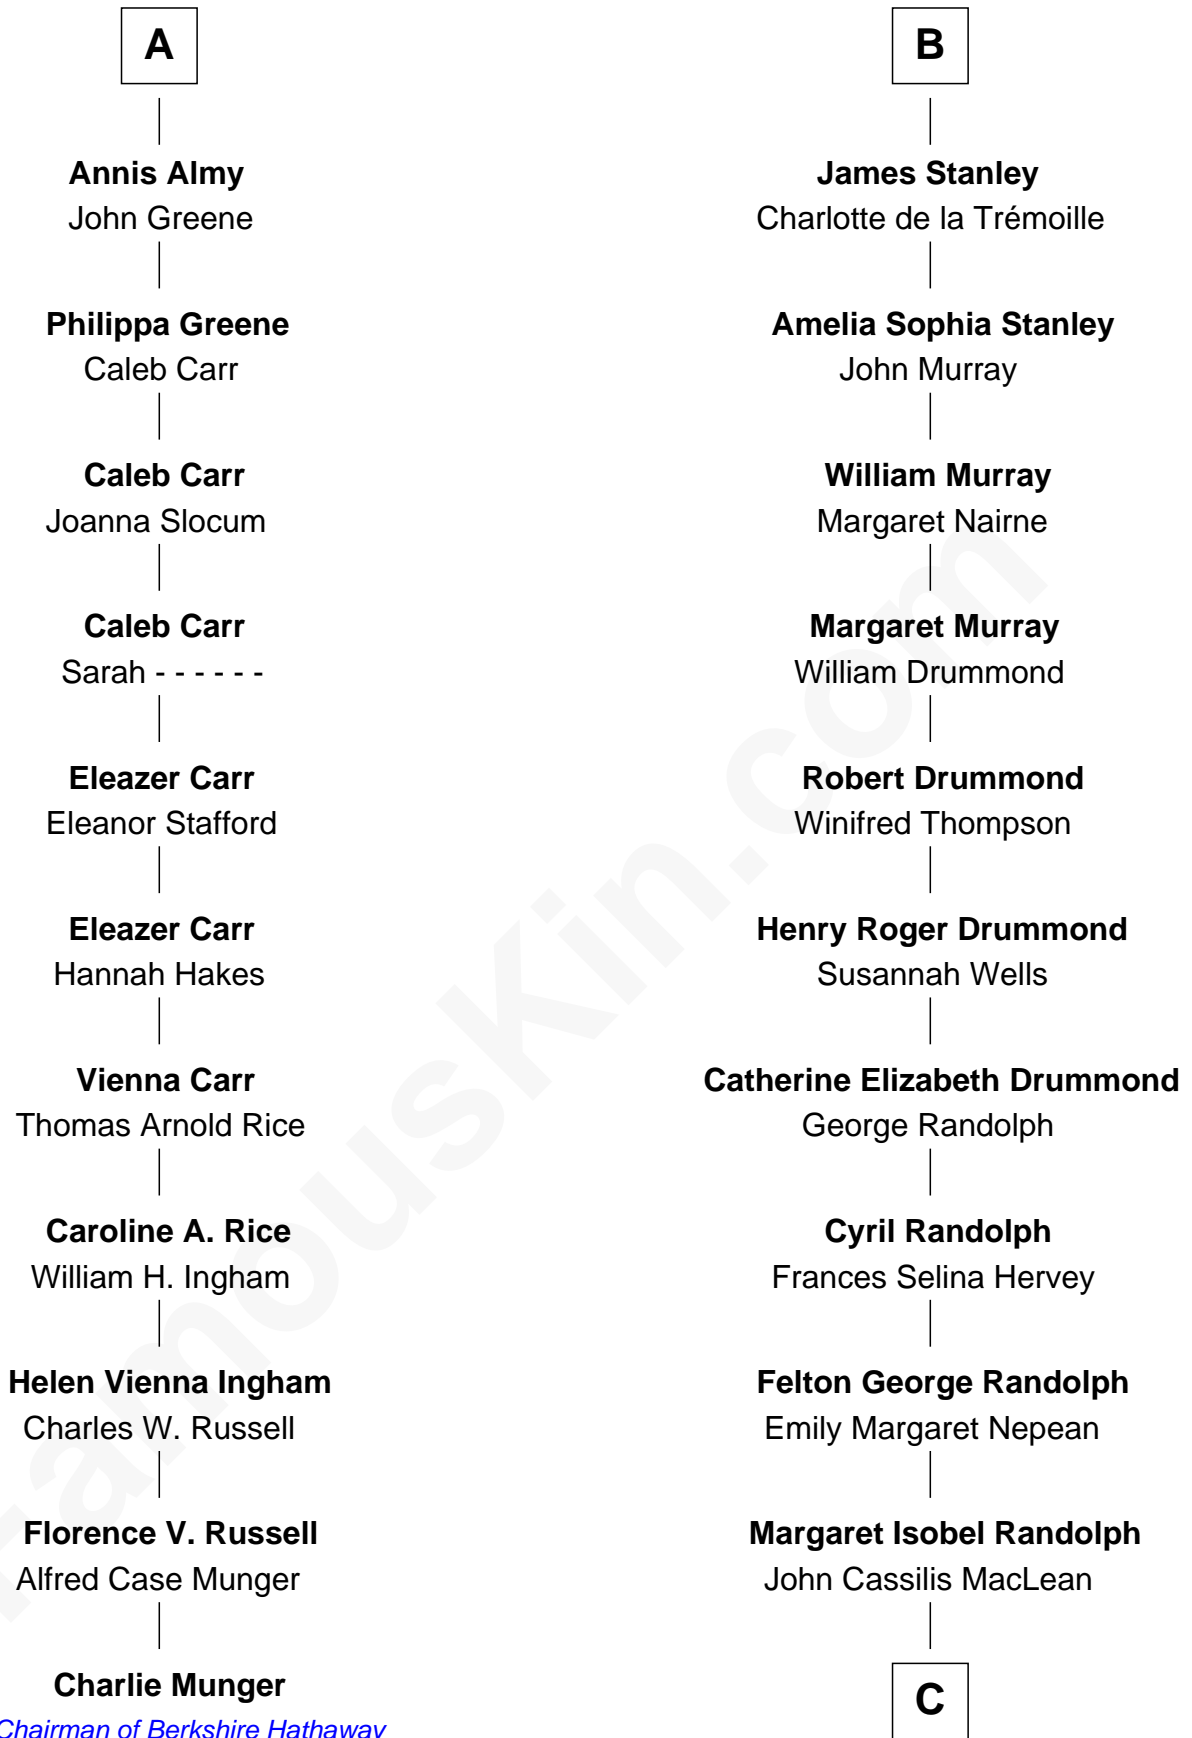 A
Annis Almy
John Greene
Philippa Greene
Caleb Carr
Caleb Carr
Joanna Slocum
Caleb Carr
Sarah - - - - - -
Eleazer Carr
Eleanor Stafford
Eleazer Carr
Hannah Hakes
Vienna Carr
Thomas Arnold Rice
Caroline A. Rice
William H. Ingham
Helen Vienna Ingham
Charles W. Russell
Florence V. Russell
Alfred Case Munger
Charlie Munger
Chairman of Berkshire Hathaway
B
James Stanley
Charlotte de la Trémoille
Amelia Sophia Stanley
John Murray
William Murray
Margaret Nairne
Margaret Murray
William Drummond
Robert Drummond
Winifred Thompson
Henry Roger Drummond
Susannah Wells
Catherine Elizabeth Drummond
George Randolph
Cyril Randolph
Frances Selina Hervey
Felton George Randolph
Emily Margaret Nepean
Margaret Isobel Randolph
John Cassilis MacLean
C
FamousKin.com